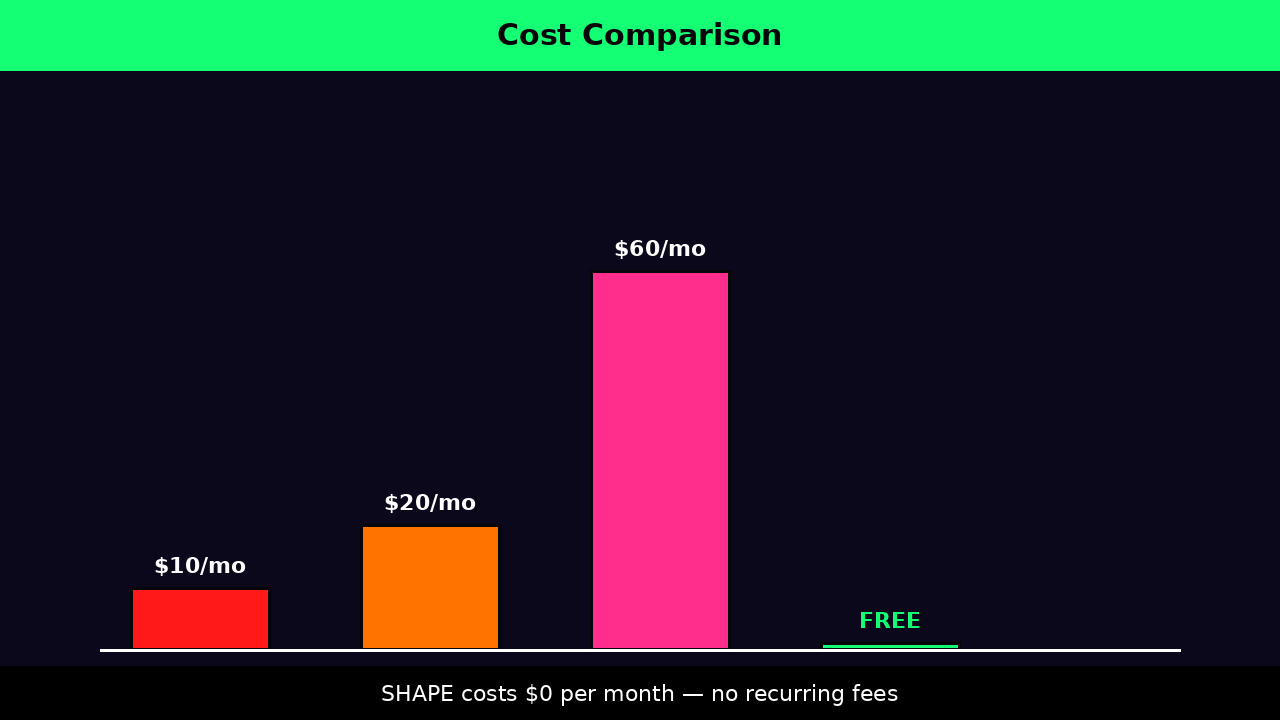 Cost Comparison
$60/mo
$20/mo
$10/mo
FREE
SHAPE costs $0 per month — no recurring fees